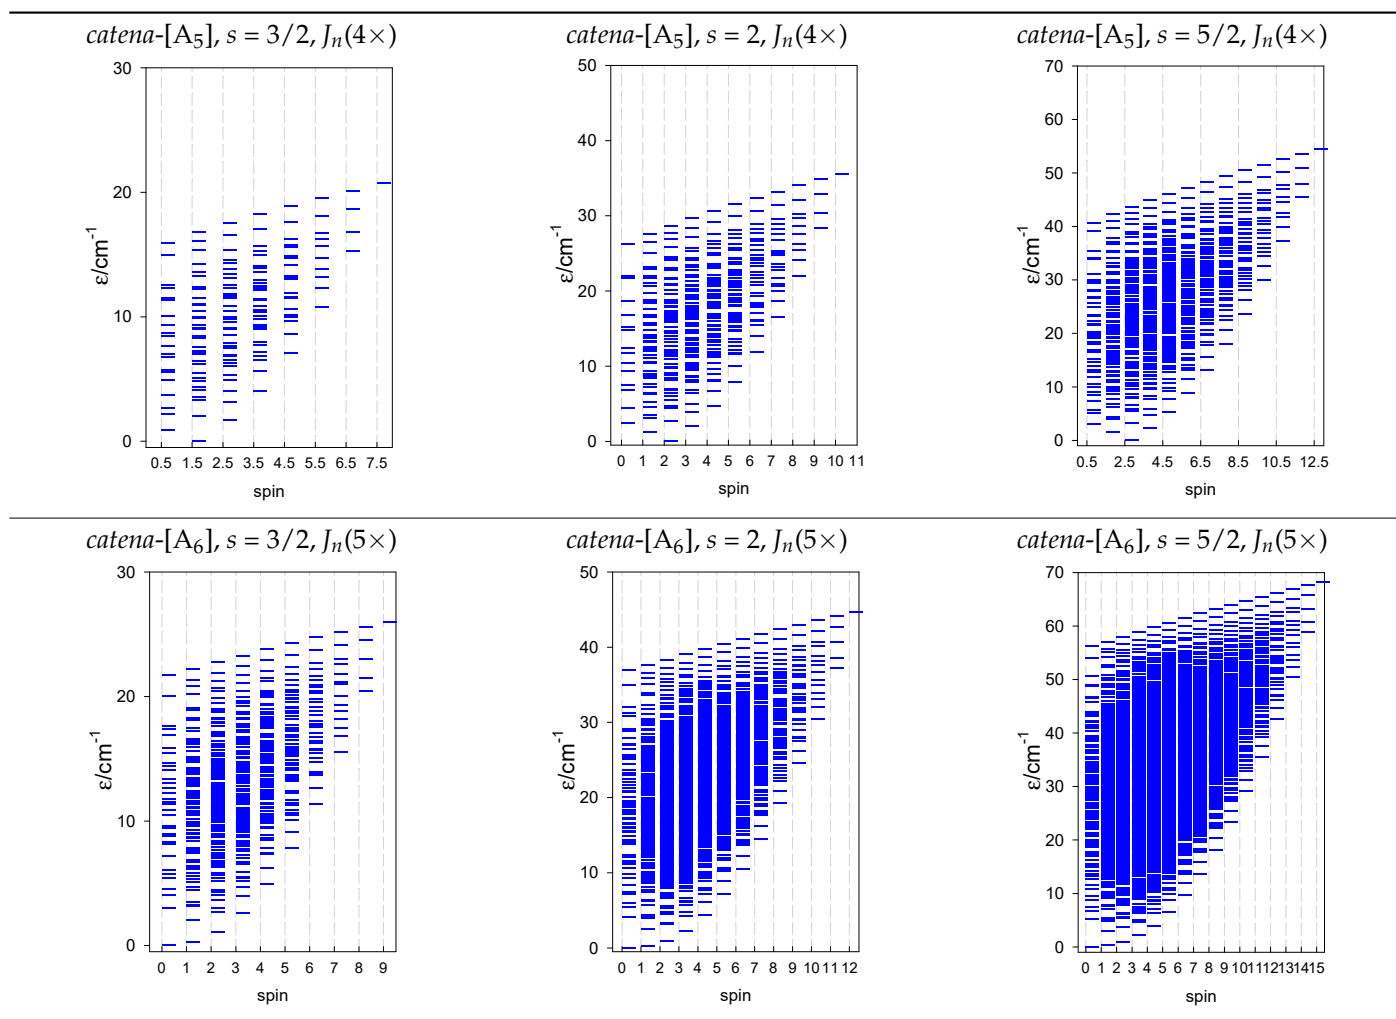 catena-[A₅], s = 3/2, Jₙ(4×) catena-[A₅], s = 2, Jₙ(4×) catena-[A₅], s = 5/2, Jₙ(4×)
30
20
10
0
ε/cm⁻¹
0.5 1.5 2.5 3.5 4.5 5.5 6.5 7.5
spin
50
40
30
20
10
0
ε/cm⁻¹
0 1 2 3 4 5 6 7 8 9 10 11
spin
70
60
50
40
30
20
10
0
ε/cm⁻¹
0.5 2.5 4.5 6.5 8.5 10.5 12.5
spin
catena-[A₆], s = 3/2, Jₙ(5×) catena-[A₆], s = 2, Jₙ(5×) catena-[A₆], s = 5/2, Jₙ(5×)
30
20
10
0
ε/cm⁻¹
0 1 2 3 4 5 6 7 8 9
spin
50
40
30
20
10
0
ε/cm⁻¹
0 1 2 3 4 5 6 7 8 9 10 11 12
spin
70
60
50
40
30
20
10
0
ε/cm⁻¹
0 1 2 3 4 5 6 7 8 9 10 11 12 13 14 15
spin